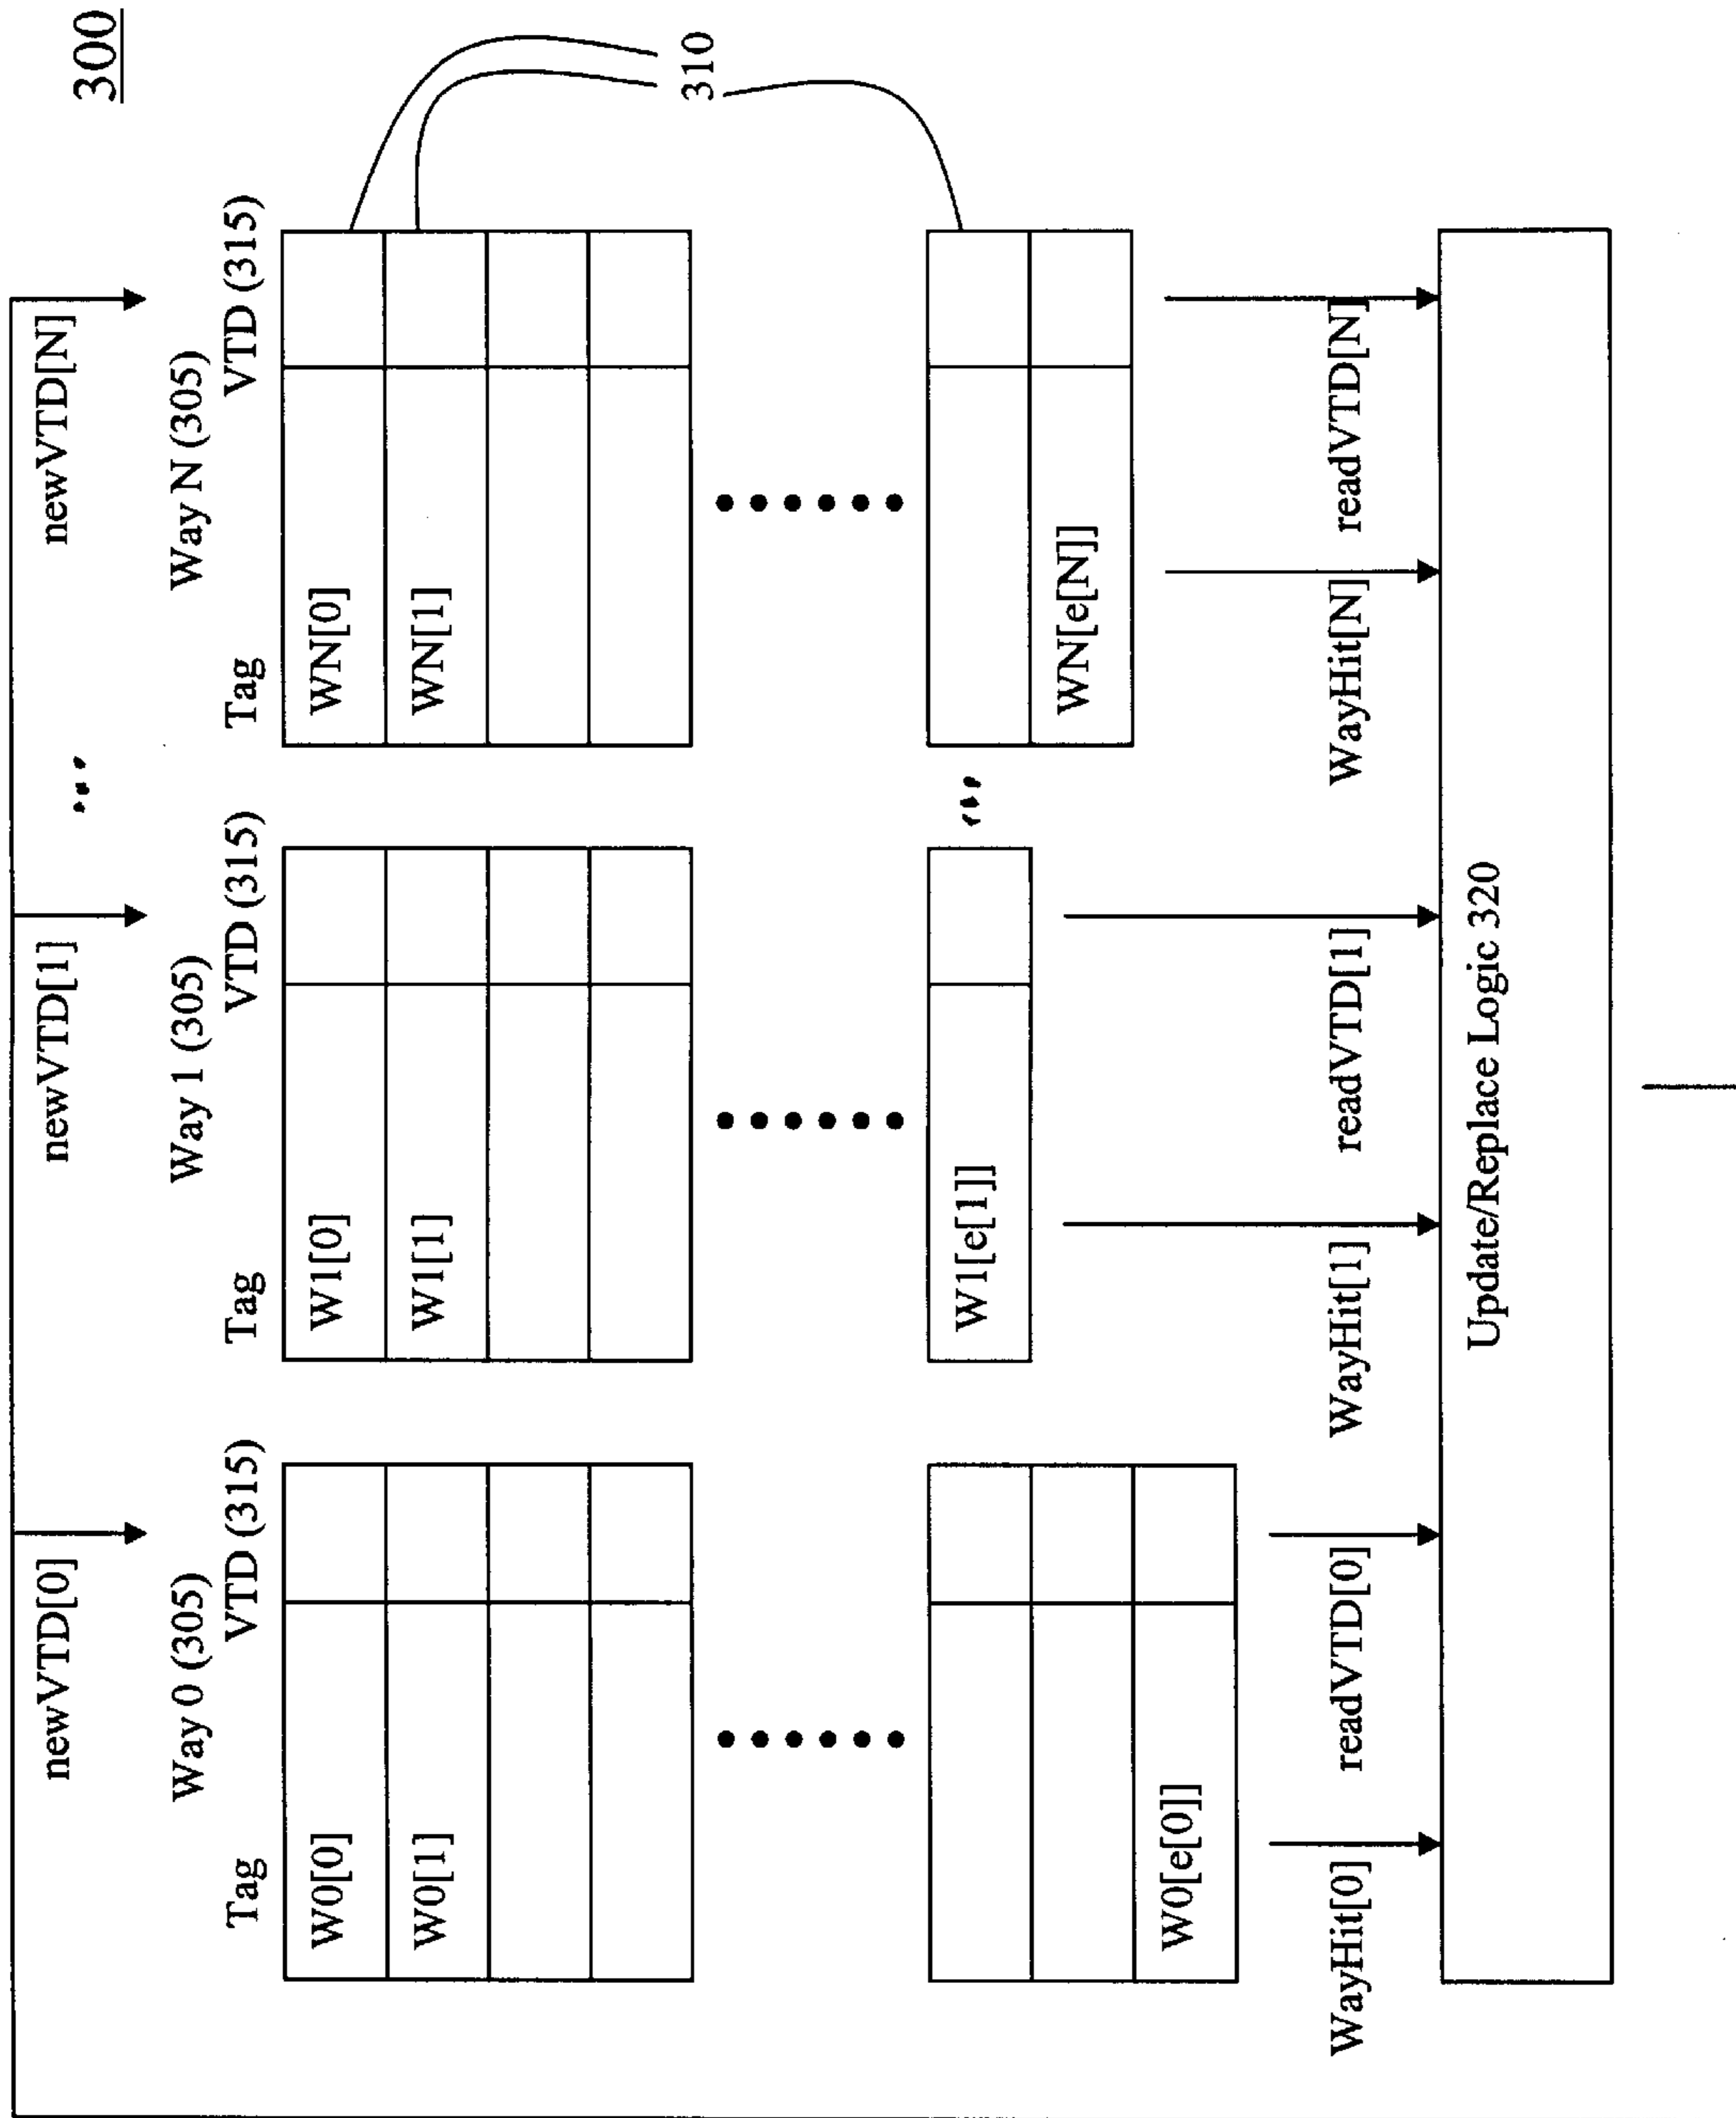 300
newVTD[0]
newVTD[1]
newVTD[N]
Way 0 (305)
Way 1 (305)
Way N (305)
Tag VTD (315)
Tag VTD (315)
Tag VTD (315)
W0[0]
W1[0]
WN[0]
W0[1]
W1[1]
WN[1]
310
W1[e[1]]
WN[e[N]]
W0[e[0]]
WayHit[0] readVTD[0]
WayHit[1] readVTD[1]
WayHit[N] readVTD[N]
Update/Replace Logic 320